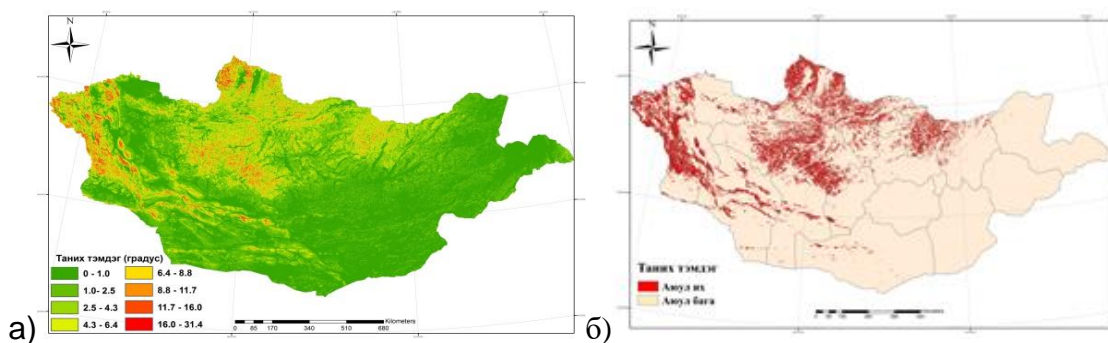 N
Таних тэмдэг (градус)
0 - 1.0
6.4 - 8.8
1.0- 2.5
8.8 - 11.7
2.5 - 4.3
11.7 - 16.0
4.3 - 6.4
16.0 - 31.4
Kilometers
0 85 170 340 510 680
а)
N
Таних тэмдэг
Аюул их
Аюул бага
б)